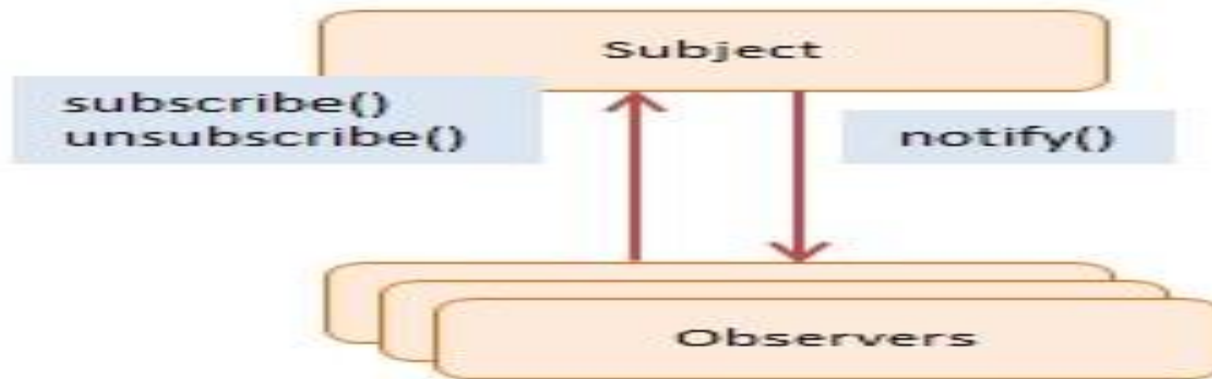 Subject
subscribe()
unsubscribe()
notify()
Observers